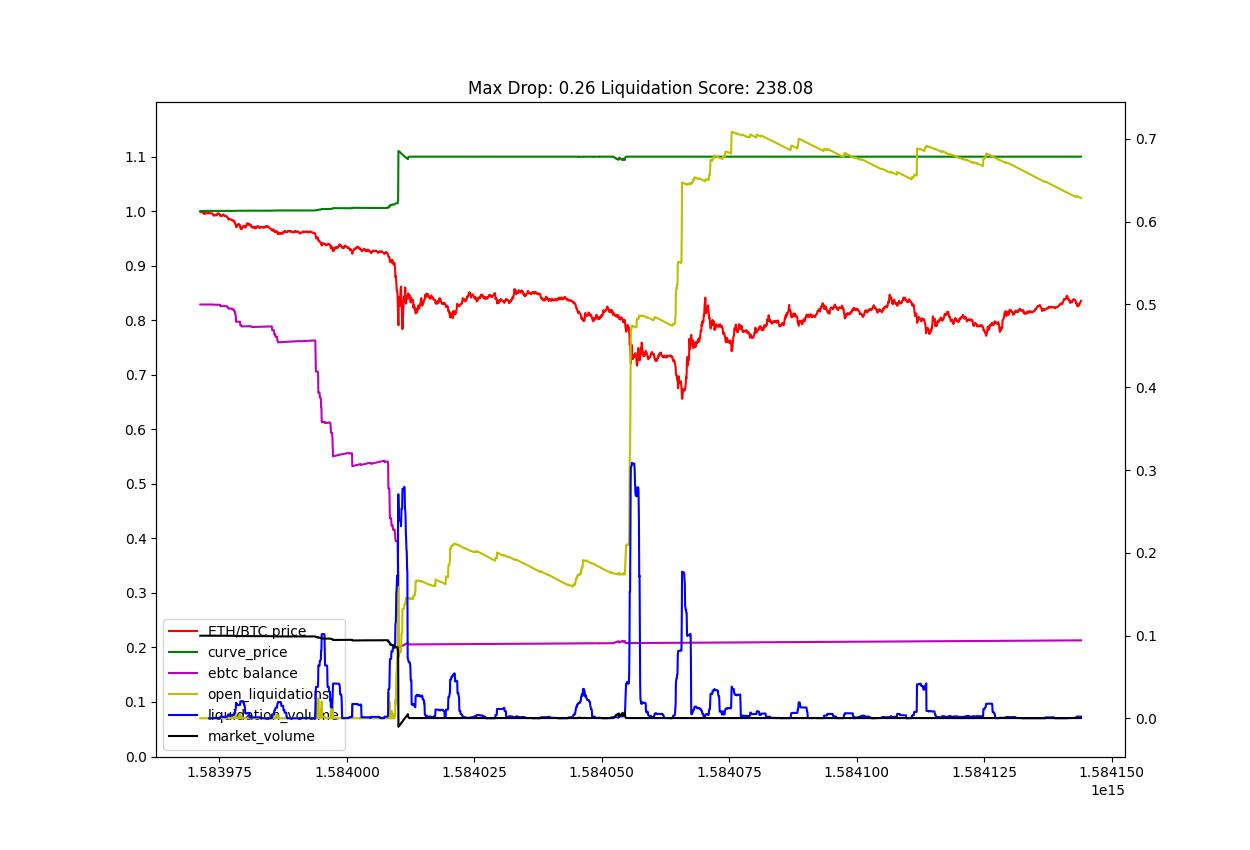 Max Drop: 0.26 Liquidation Score: 238.08
1.1
1.0
0.9
0.8
0.7
0.6
0.5
0.4
0.3
0.2
0.1
0.0
0.7
0.6
0.5
0.4
0.3
0.2
0.1
0.0
ETH/BTC price
curve_price
ebtc balance
open_liquidations
liquidation_volume
market_volume
1.583975 1.584000 1.584025 1.584050 1.584075 1.584100 1.584125 1.584150
1e15